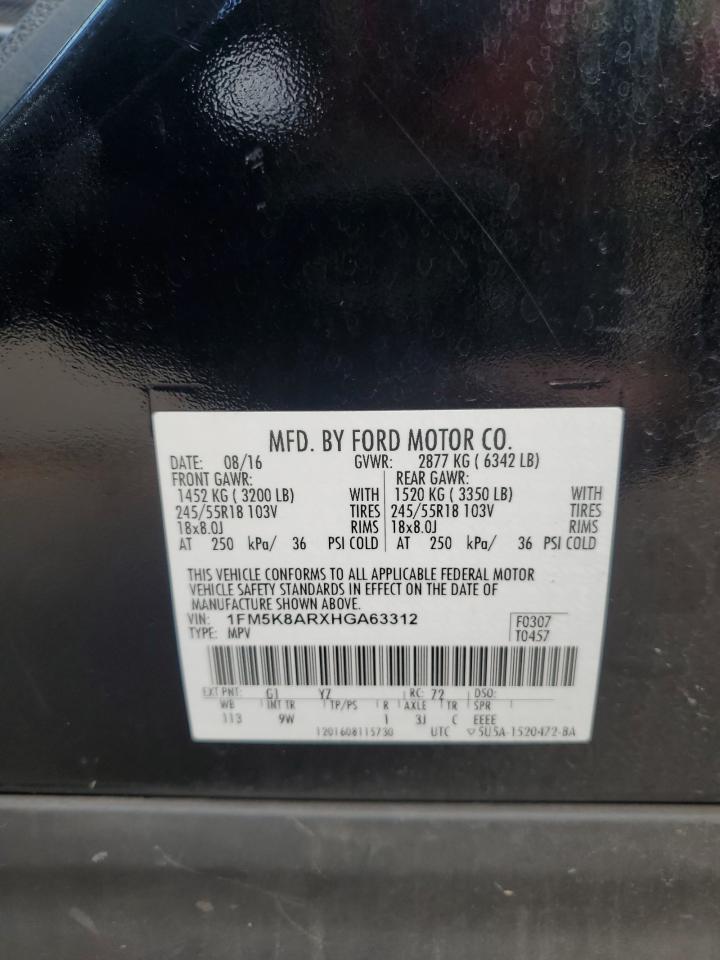 MFD. BY FORD MOTOR CO.
DATE: 08/16 GVWR: 2877 KG ( 6342 LB)
FRONT GAWR: REAR GAWR:
1452 KG ( 3200 LB) WITH 1520 KG ( 3350 LB) WITH
245/55R18 103V TIRES 245/55R18 103V TIRES
18x8.0J RIMS 18x8.0J RIMS
AT 250 kPa/ 36 PSI COLD AT 250 kPa/ 36 PSI COLD
THIS VEHICLE CONFORMS TO ALL APPLICABLE FEDERAL MOTOR
VEHICLE SAFETY STANDARDS IN EFFECT ON THE DATE OF
MANUFACTURE SHOWN ABOVE.
VIN: 1FM5K8ARXHGA63312 F0307
TYPE: MPV T0457
EXT PNT: G1 YZ RC: 72 DSO:
WB INT TR TP/PS R AXLE TR SPR
113 9W 1 3J C EEEE
1201608115730 UTC ▽5U5A-1520472-BA